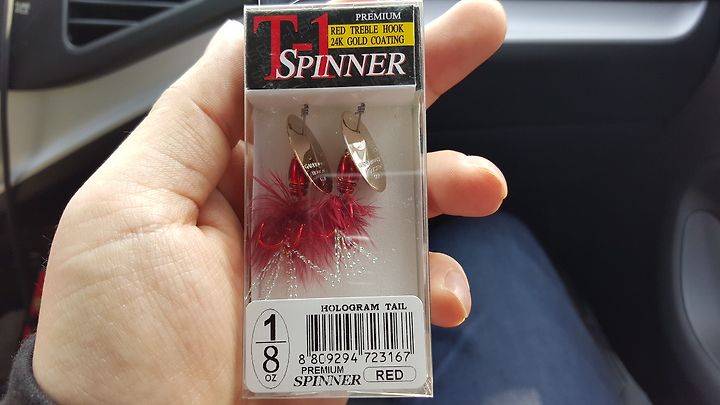 T-1
PREMIUM
RED TREBLE HOOK
24K GOLD COATING
SPINNER
HOLOGRAM TAIL
1/8 OZ
8 809294 723167
PREMIUM
SPINNER
RED